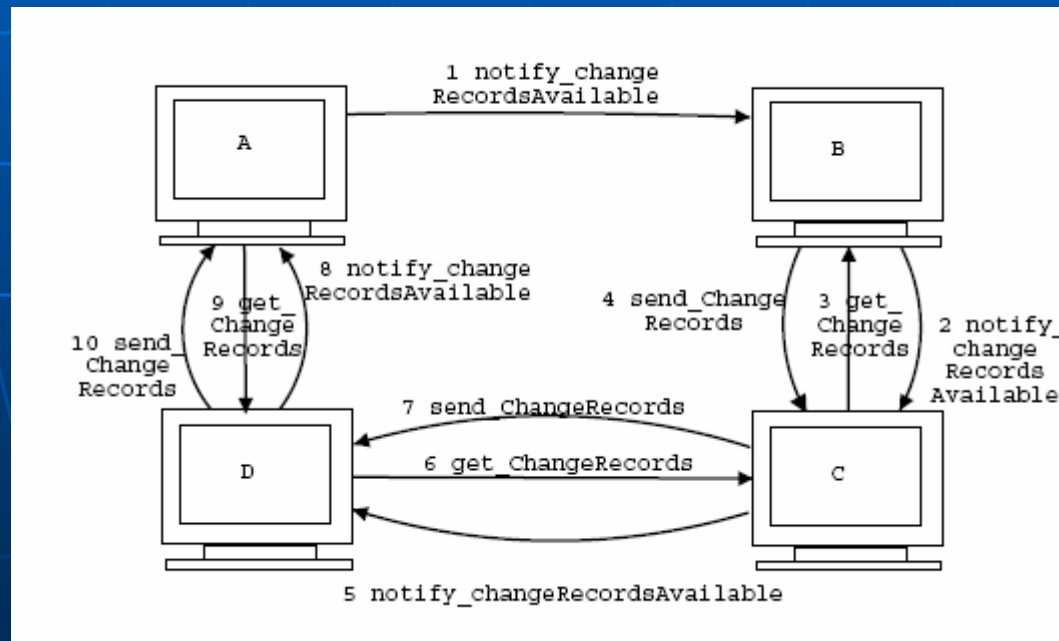 1 notify_change
RecordsAvailable
A
B
8 notify_change
RecordsAvailable
9 get_
Change
Records
10 send_
Change
Records
4 send_Change
Records
3 get_
Change
Records
2 notify_
change
Records
Available
7 send_ChangeRecords
D
6 get_ChangeRecords
C
5 notify_changeRecordsAvailable